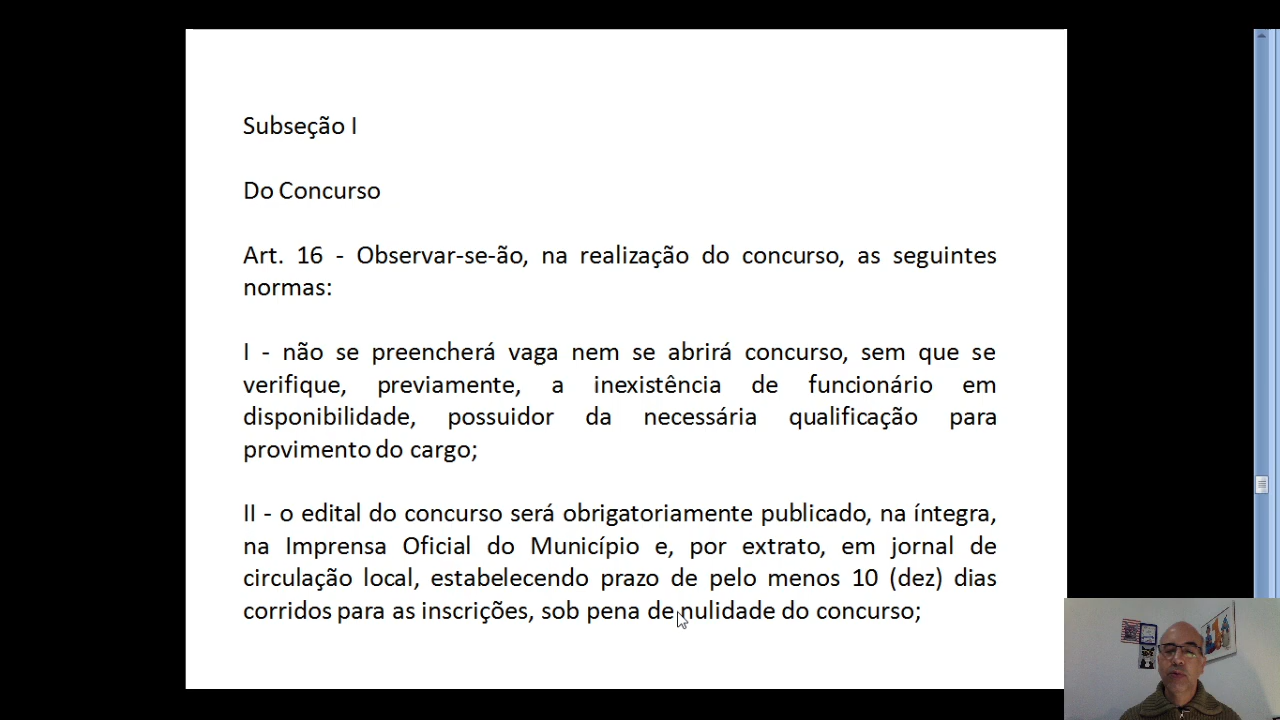 Subseção I
Do Concurso
Art. 16 - Observar-se-ão, na realização do concurso, as seguintes
normas:
I - não se preencherá vaga nem se abrirá concurso, sem que se
verifique, previamente, a inexistência de funcionário em
disponibilidade, possuidor da necessária qualificação para
provimento do cargo;
II - o edital do concurso será obrigatoriamente publicado, na íntegra,
na Imprensa Oficial do Município e, por extrato, em jornal de
circulação local, estabelecendo prazo de pelo menos 10 (dez) dias
corridos para as inscrições, sob pena de nulidade do concurso;